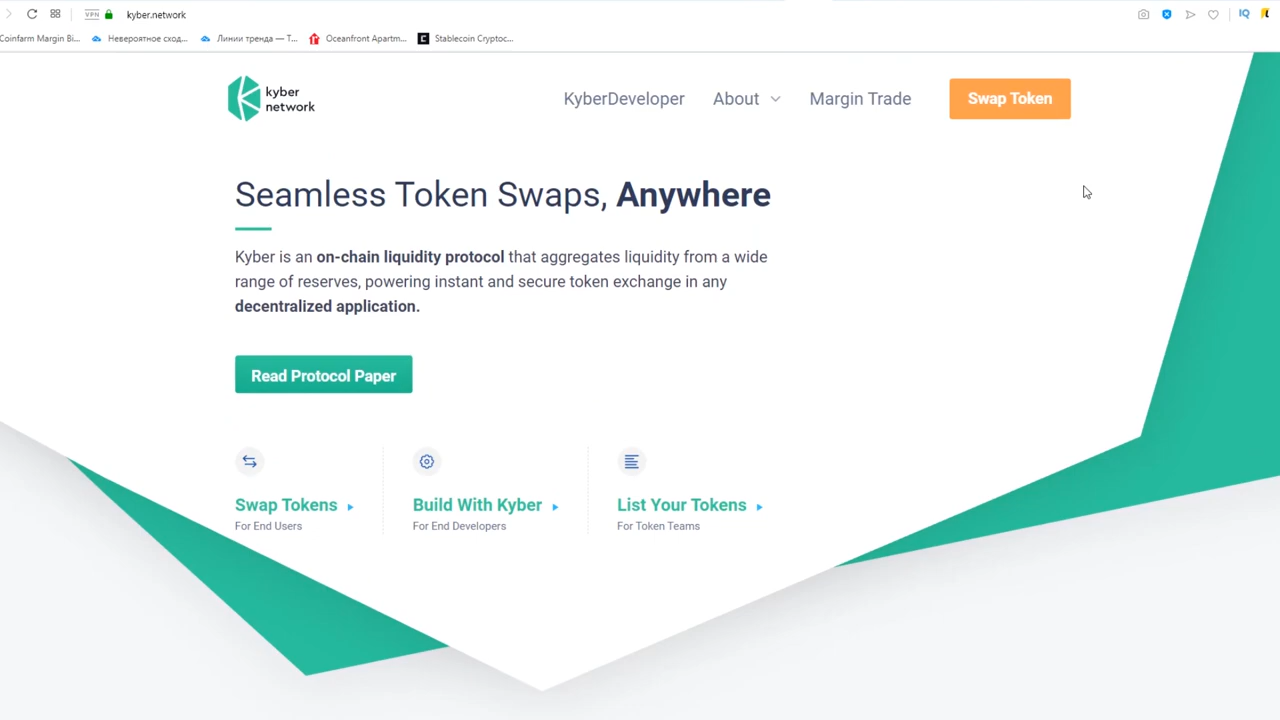 VPN kyber.network IQ
Coinfarm Margin Bi... Невероятное сход... Линии тренда — Т... Oceanfront Apartm... Stablecoin Cryptoc...
kyber
network
KyberDeveloper About Margin Trade Swap Token
Seamless Token Swaps, Anywhere
Kyber is an on-chain liquidity protocol that aggregates liquidity from a wide
range of reserves, powering instant and secure token exchange in any
decentralized application.
Read Protocol Paper
Swap Tokens Build With Kyber List Your Tokens
For End Users For End Developers For Token Teams